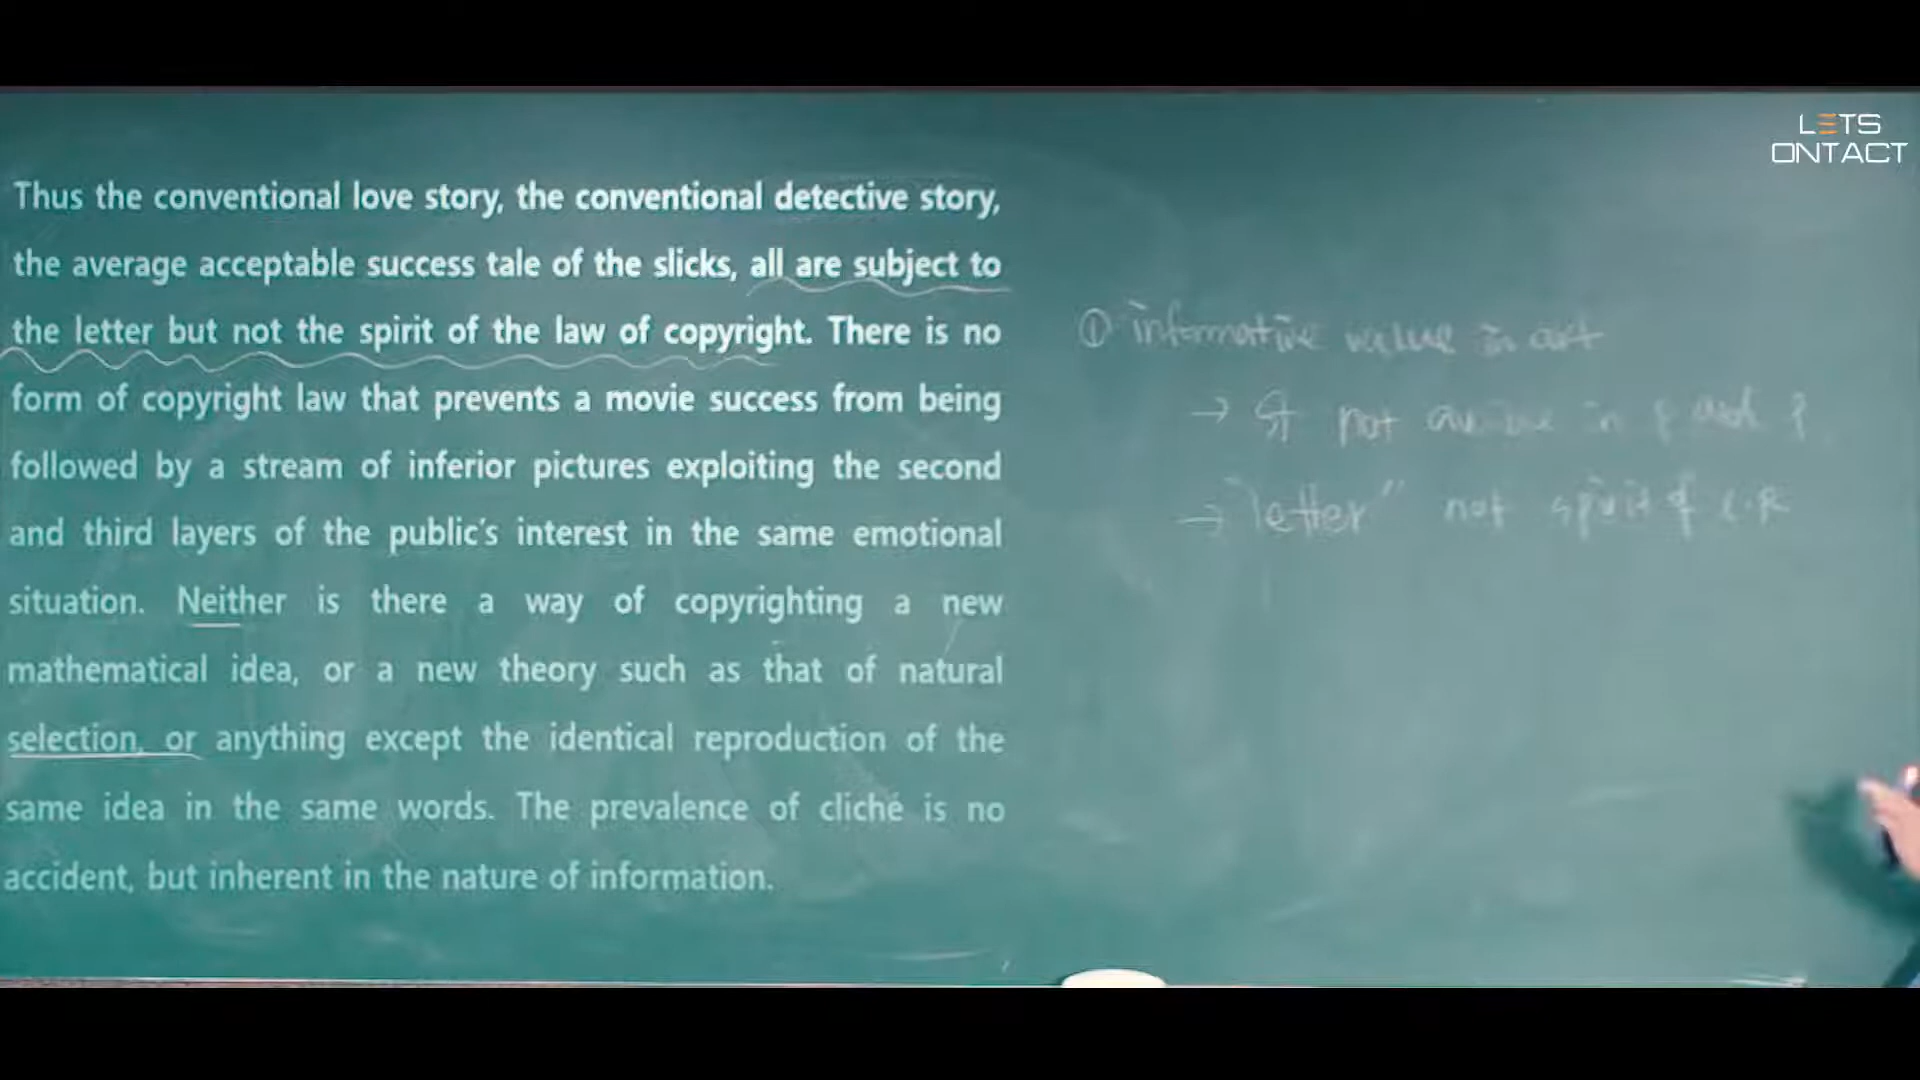 LETS
ONTACT
Thus the conventional love story, the conventional detective story,
the average acceptable success tale of the slicks, all are subject to
the letter but not the spirit of the law of copyright. There is no
form of copyright law that prevents a movie success from being
followed by a stream of inferior pictures exploiting the second
and third layers of the public's interest in the same emotional
situation. Neither is there a way of copyrighting a new
mathematical idea, or a new theory such as that of natural
selection, or anything except the identical reproduction of the
same idea in the same words. The prevalence of cliché is no
accident, but inherent in the nature of information.
① informative value in art
→ not in
→ "letter" not spirit of C.R